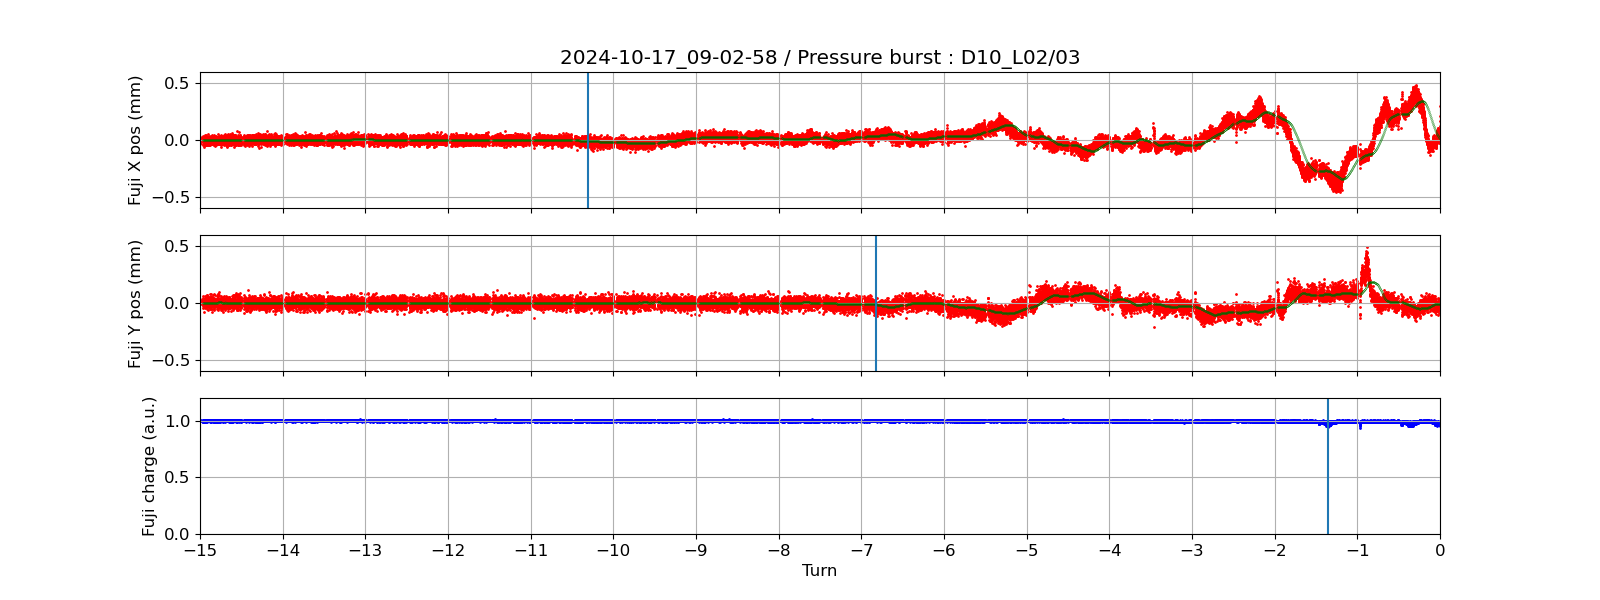 2024-10-17_09-02-58 / Pressure burst : D10_L02/03
Fuji X pos (mm)
0.5
0.0
−0.5
Fuji Y pos (mm)
0.5
0.0
−0.5
Fuji charge (a.u.)
1.0
0.5
0.0
−15 −14 −13 −12 −11 −10 −9 −8 −7 −6 −5 −4 −3 −2 −1 0
Turn